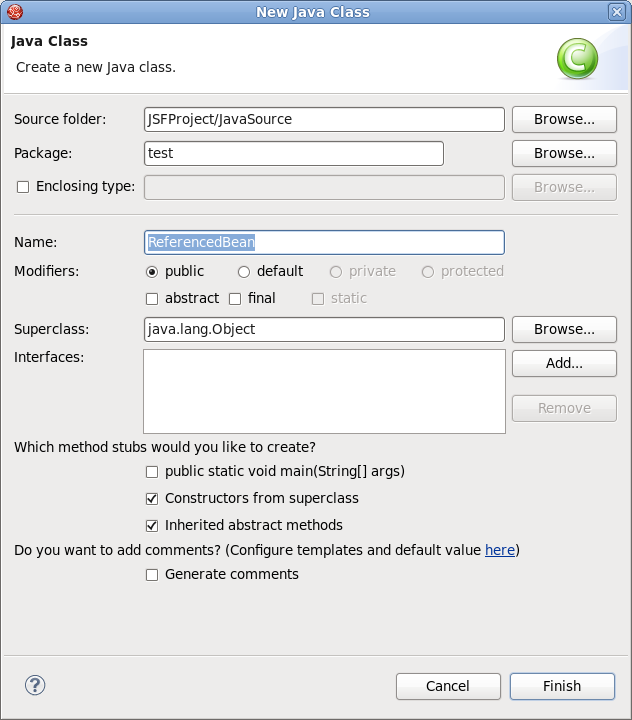 New Java Class
Java Class
Create a new Java class.
C
Source folder: JSFProject/JavaSource Browse...
Package: test Browse...
Enclosing type: Browse...
Name: ReferencedBean
Modifiers: public default private protected
abstract final static
Superclass: java.lang.Object Browse...
Interfaces: Add...
Remove
Which method stubs would you like to create?
public static void main(String[] args)
Constructors from superclass
Inherited abstract methods
Do you want to add comments? (Configure templates and default value here)
Generate comments
? Cancel Finish